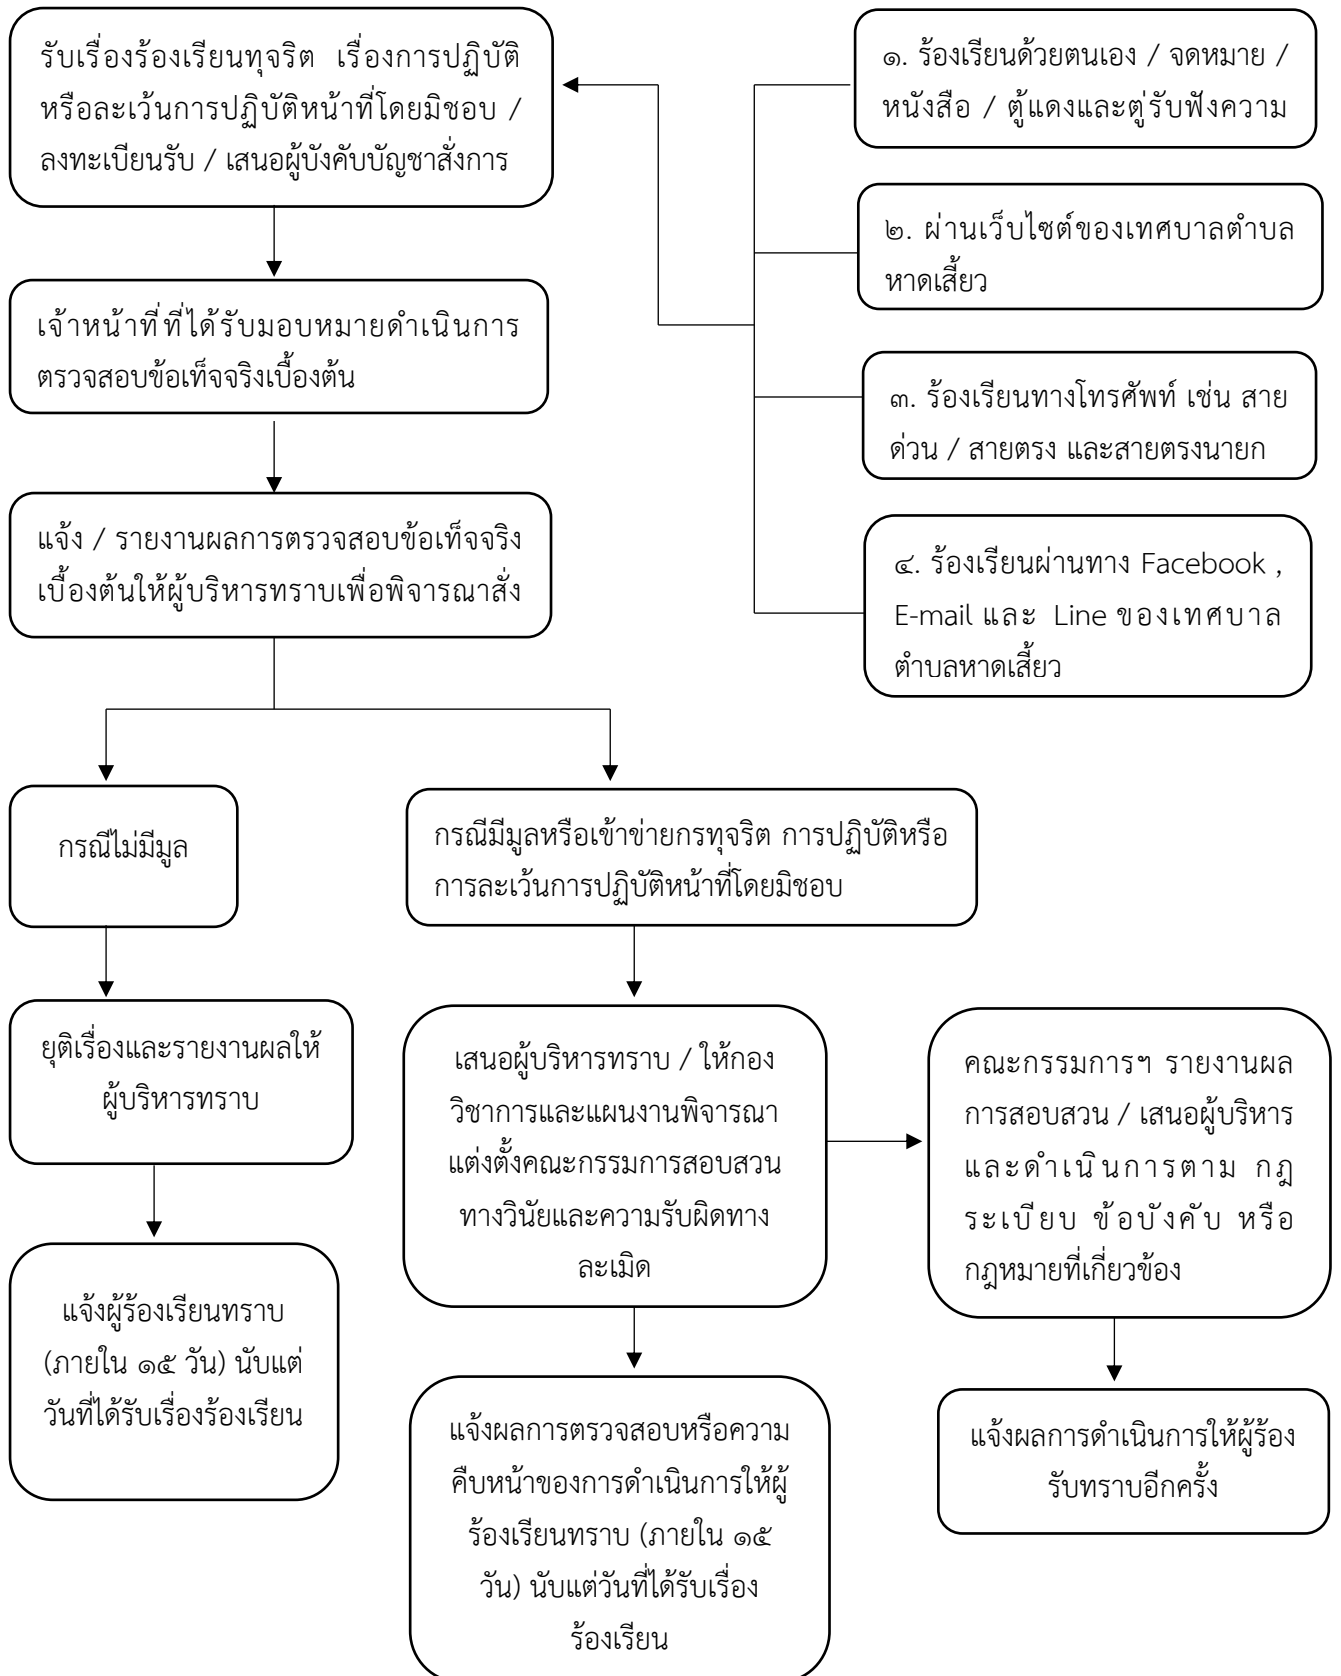 รับเรื่องร้องเรียนทุจริต เรื่องการปฏิบัติ
หรือละเว้นการปฏิบัติหน้าที่โดยมิชอบ /
ลงทะเบียนรับ / เสนอผู้บังคับบัญชาสั่งการ
๑. ร้องเรียนด้วยตนเอง / จดหมาย /
หนังสือ / ตู้แดงและตู่รับฟังความ
๒. ผ่านเว็บไซต์ของเทศบาลตำบล
หาดเสี้ยว
เจ้าหน้าที่ที่ได้รับมอบหมายดำเนินการ
ตรวจสอบข้อเท็จจริงเบื้องต้น
๓. ร้องเรียนทางโทรศัพท์ เช่น สาย
ด่วน / สายตรง และสายตรงนายก
แจ้ง / รายงานผลการตรวจสอบข้อเท็จจริง
เบื้องต้นให้ผู้บริหารทราบเพื่อพิจารณาสั่ง
๔. ร้องเรียนผ่านทาง Facebook ,
E-mail และ Line ของเทศบาล
ตำบลหาดเสี้ยว
กรณีไม่มีมูล
กรณีมีมูลหรือเข้าข่ายกรทุจริต การปฏิบัติหรือ
การละเว้นการปฏิบัติหน้าที่โดยมิชอบ
ยุติเรื่องและรายงานผลให้
ผู้บริหารทราบ
เสนอผู้บริหารทราบ / ให้กอง
วิชาการและแผนงานพิจารณา
แต่งตั้งคณะกรรมการสอบสวน
ทางวินัยและความรับผิดทาง
ละเมิด
คณะกรรมการฯ รายงานผล
การสอบสวน / เสนอผู้บริหาร
และดำเนินการตาม กฎ
ระเบียบ ข้อบังคับ หรือ
กฎหมายที่เกี่ยวข้อง
แจ้งผู้ร้องเรียนทราบ
(ภายใน ๑๕ วัน) นับแต่
วันที่ได้รับเรื่องร้องเรียน
แจ้งผลการตรวจสอบหรือความ
คืบหน้าของการดำเนินการให้ผู้
ร้องเรียนทราบ (ภายใน ๑๕
วัน) นับแต่วันที่ได้รับเรื่อง
ร้องเรียน
แจ้งผลการดำเนินการให้ผู้ร้อง
รับทราบอีกครั้ง